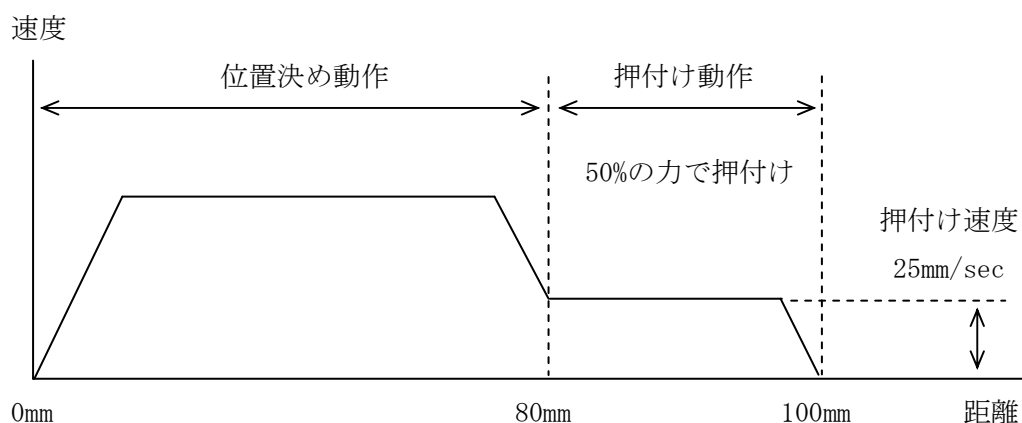 速度
位置決め動作
押付け動作
50%の力で押付け
押付け速度
25mm/sec
0mm
80mm
100mm
距離